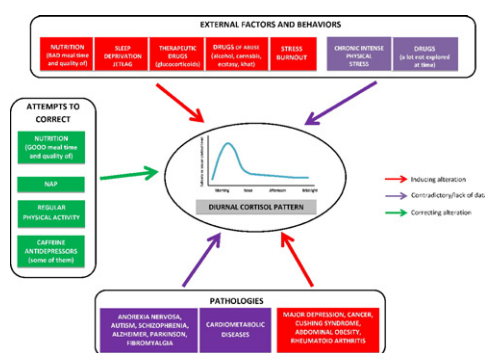 EXTERNAL FACTORS AND BEHAVIORS
NUTRITION
(BAD meal time
and quality of)
SLEEP
DEPRIVATION
JETLAG
THERAPEUTIC
DRUGS
(glucocorticoids)
DRUGS OF ABUSE
(alcohol, cannabis,
ecstasy, khat)
STRESS
BURNOUT
CHRONIC INTENSE
PHYSICAL
STRESS
DRUGS
(a lot not explored
at time)
ATTEMPTS TO
CORRECT
NUTRITION
(GOOD meal time
and quality of)
NAP
REGULAR
PHYSICAL ACTIVITY
CAFFEINE
ANTIDEPRESSORS
(some of them)
Morning
Noon
Afternoon
Midnight
DIURNAL CORTISOL PATTERN
Inducing alteration
Contradictory/lack of data
Correcting alteration
PATHOLOGIES
ANOREXIA NERVOSA,
AUTISM, SCHIZOPHRENIA,
ALZHEIMER, PARKINSON,
FIBROMYALGIA
CARDIOMETABOLIC
DISEASES
MAJOR DEPRESSION, CANCER,
CUSHING SYNDROME,
ABDOMINAL OBESITY,
RHEUMATOID ARTHRITIS